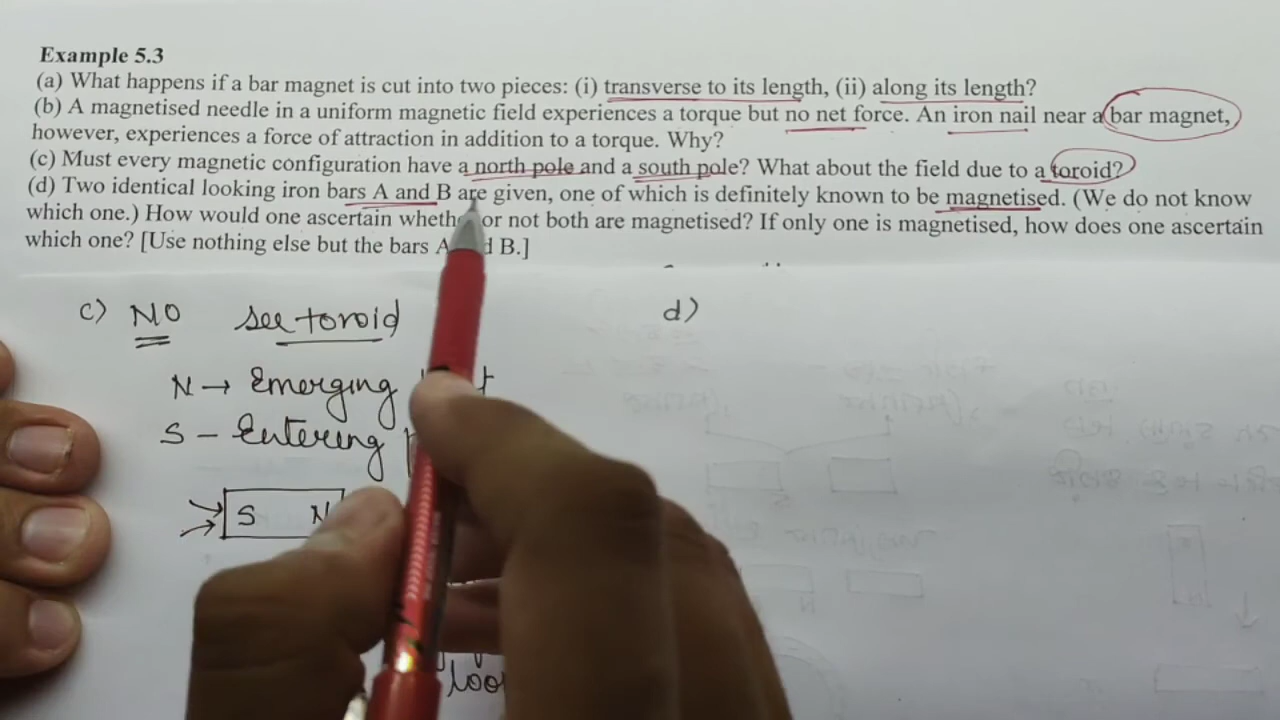 Example 5.3
(a) What happens if a bar magnet is cut into two pieces: (i) transverse to its length, (ii) along its length?
(b) A magnetised needle in a uniform magnetic field experiences a torque but no net force. An iron nail near a bar magnet,
however, experiences a force of attraction in addition to a torque. Why?
(c) Must every magnetic configuration have a north pole and a south pole? What about the field due to a toroid?
(d) Two identical looking iron bars A and B are given, one of which is definitely known to be magnetised. (We do not know
which one.) How would one ascertain or not both are magnetised? If only one is magnetised, how does one ascertain
which one? [Use nothing else but the bars A B.]
c) NO see toroid
d)
N → Emerging
S - Entering
S N